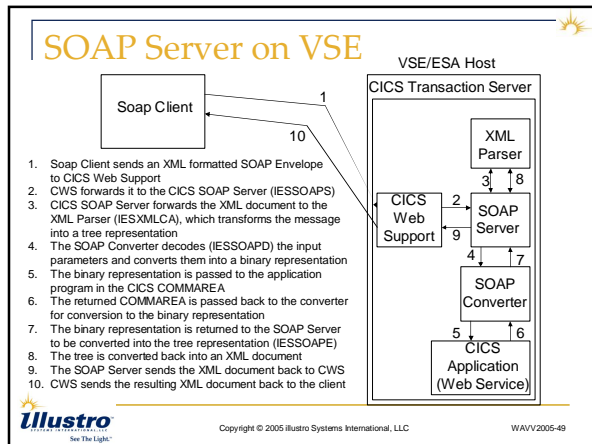 SOAP Server on VSE
VSE/ESA Host
CICS Transaction Server
Soap Client
1
10
XML
Parser
3
8
CICS
Web
Support
2
9
SOAP
Server
4
7
SOAP
Converter
5
6
CICS
Application
(Web Service)
1. Soap Client sends an XML formatted SOAP Envelope
to CICS Web Support
2. CWS forwards it to the CICS SOAP Server (IESSOAPS)
3. CICS SOAP Server forwards the XML document to the
XML Parser (IESXMLCA), which transforms the message
into a tree representation
4. The SOAP Converter decodes (IESSOAPD) the input
parameters and converts them into a binary representation
5. The binary representation is passed to the application
program in the CICS COMMAREA
6. The returned COMMAREA is passed back to the converter
for conversion to the binary representation
7. The binary representation is returned to the SOAP Server
to be converted into the tree representation (IESSOAPE)
8. The tree is converted back into an XML document
9. The SOAP Server sends the XML document back to CWS
10. CWS sends the resulting XML document back to the client
illustro
SYSTEMS INTERNATIONAL, LLC
See The Light.™
Copyright © 2005 illustro Systems International, LLC
WAVV2005-49